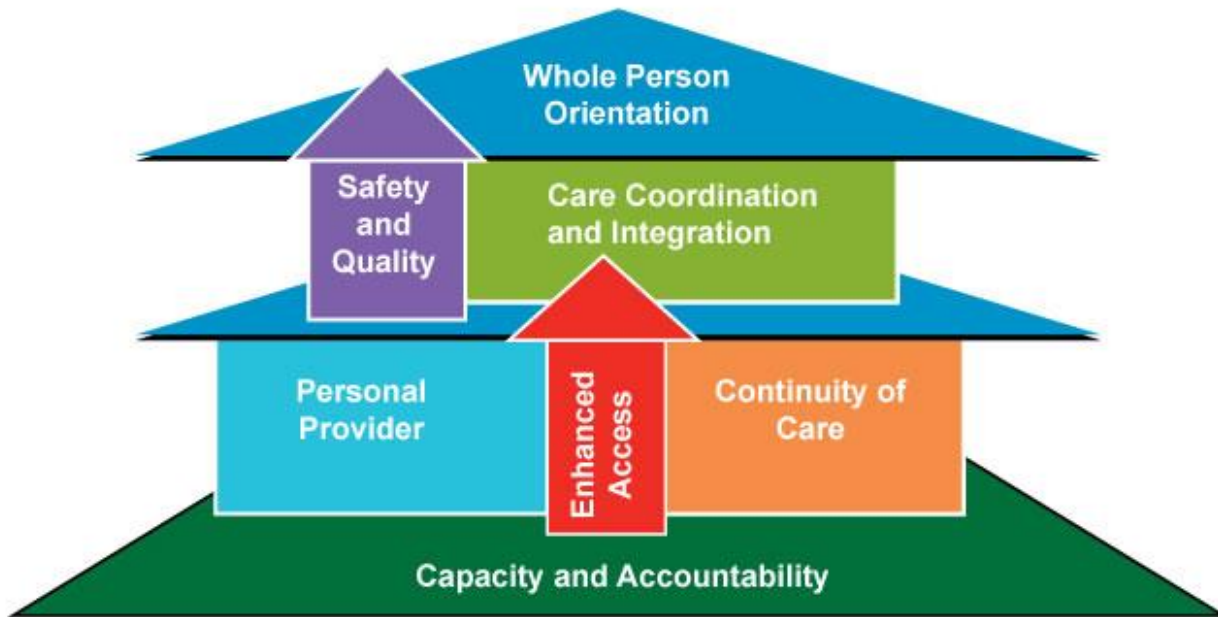 Whole Person
Orientation
Safety
and
Quality
Care Coordination
and Integration
Personal
Provider
Enhanced
Access
Continuity of
Care
Capacity and Accountability